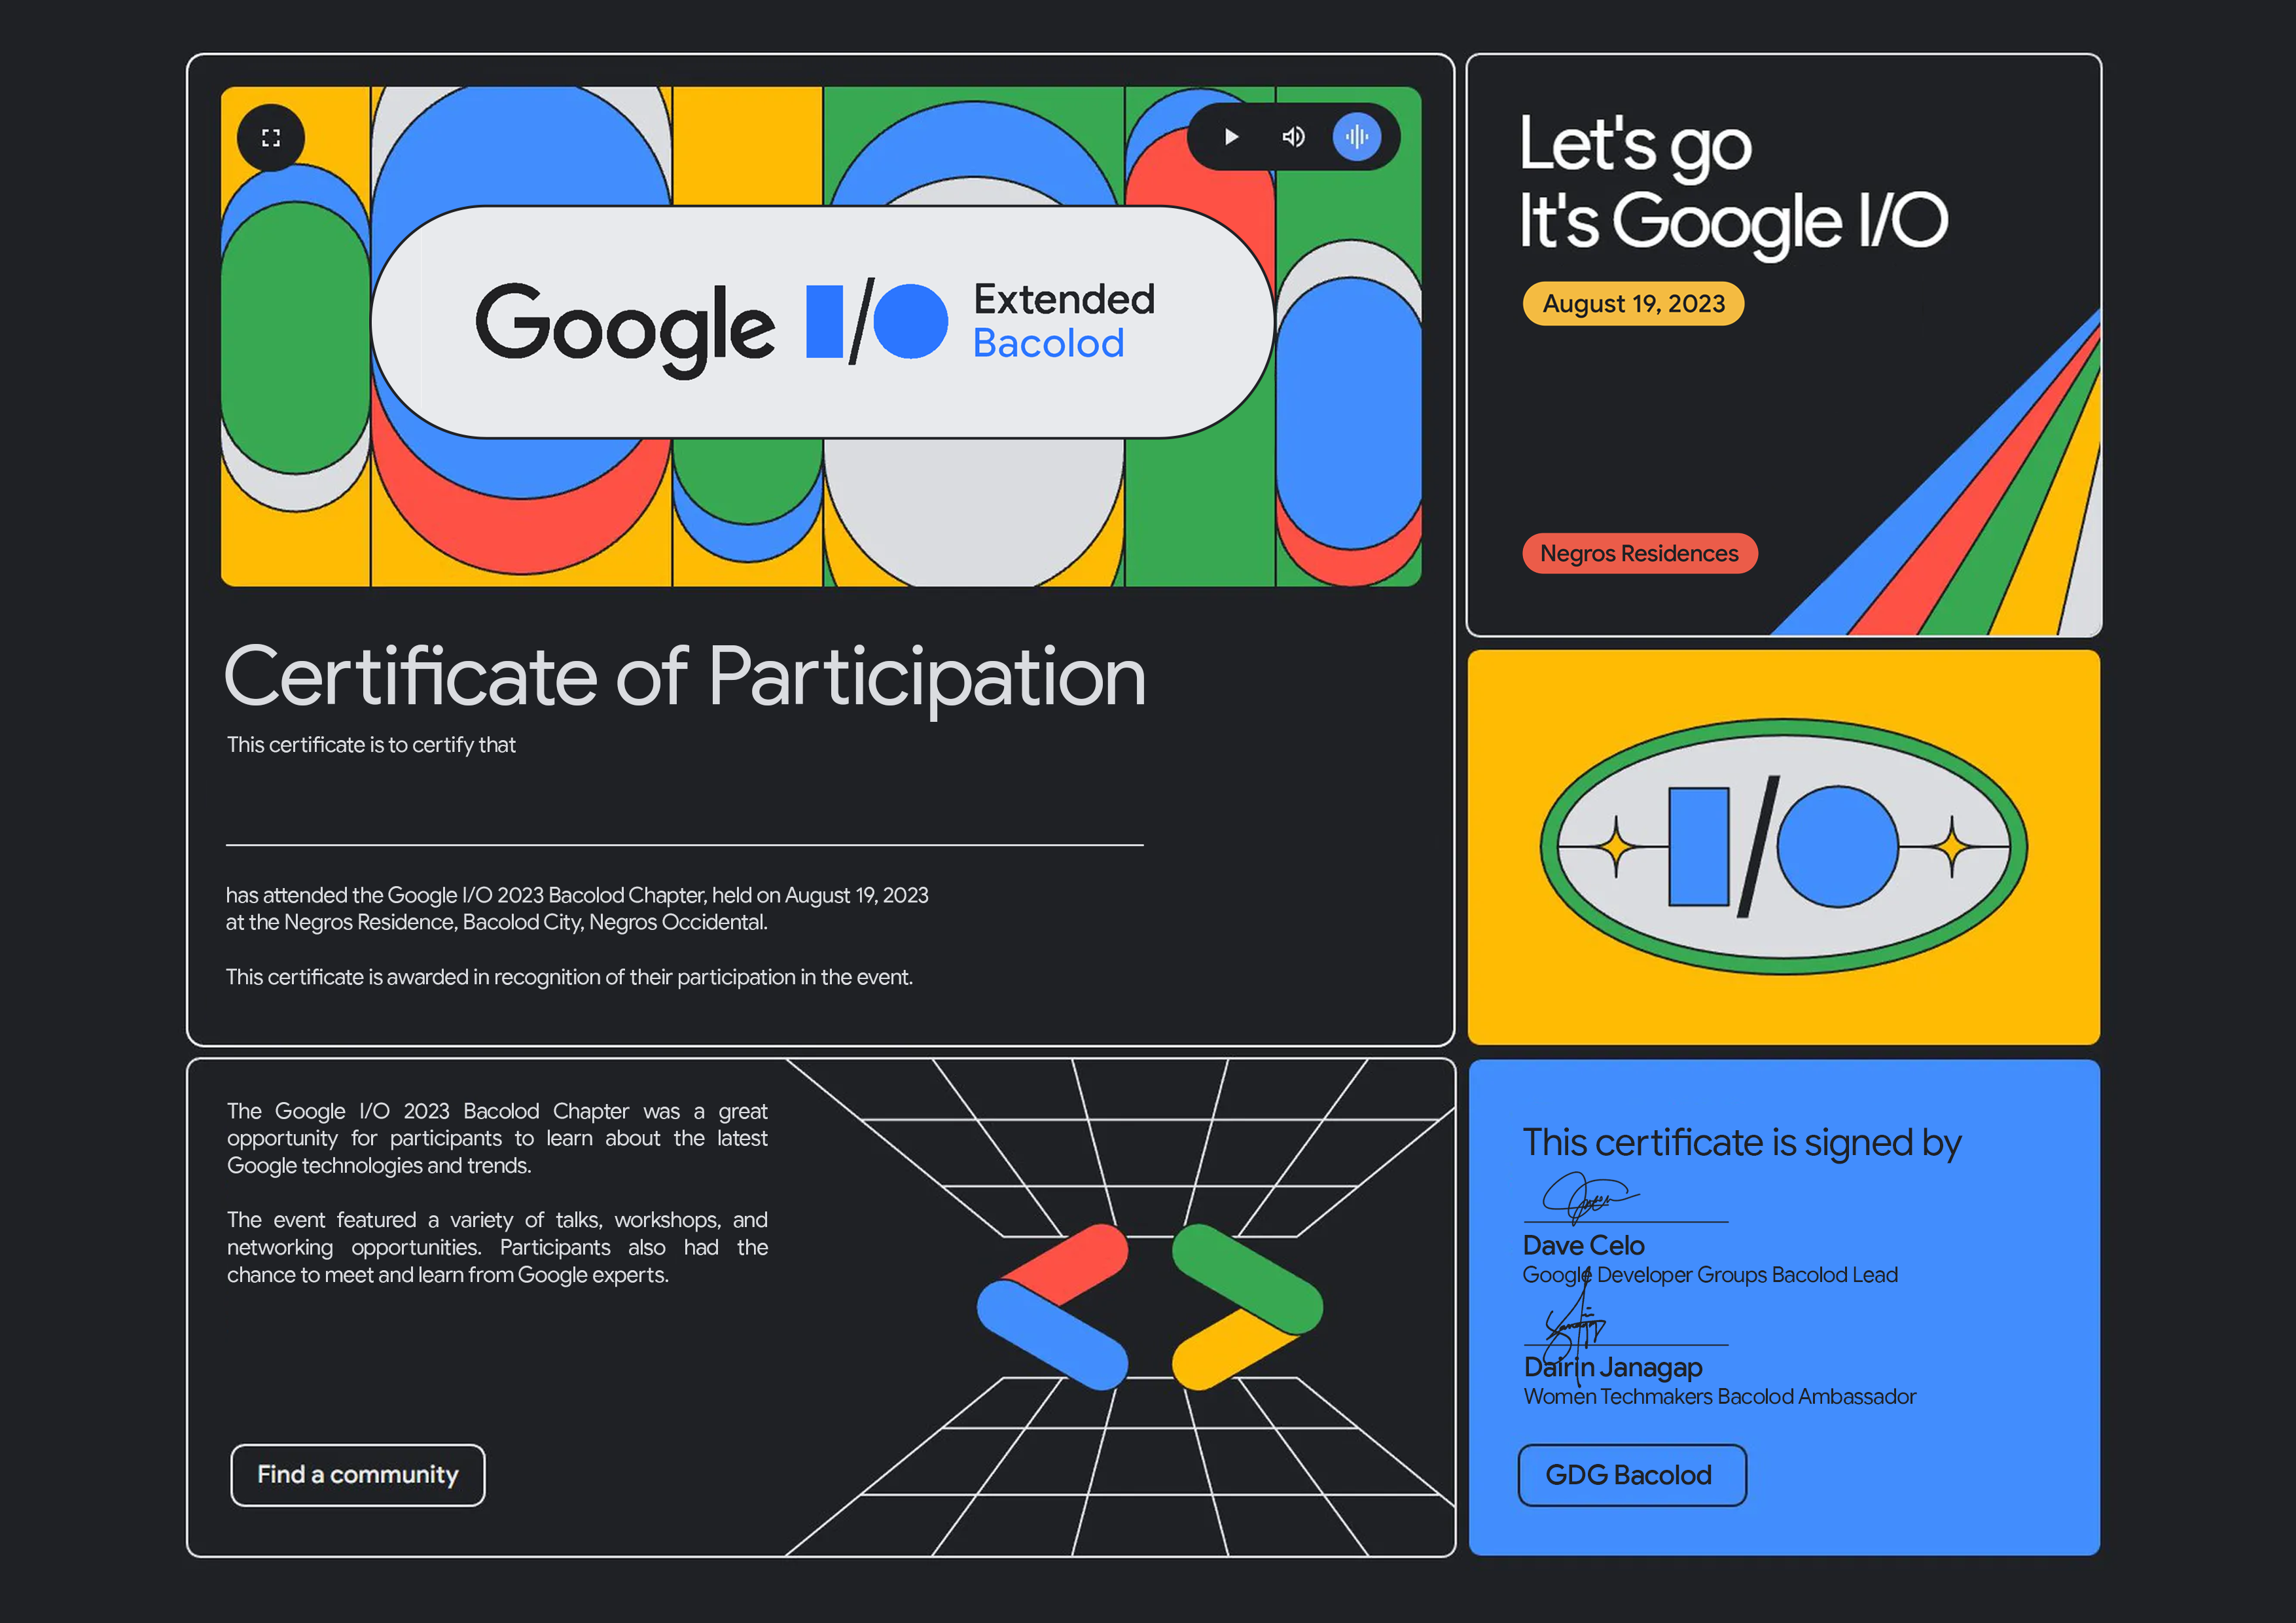 Google I/O Extended
Bacolod
Certificate of Participation
This certificate is to certify that
has attended the Google I/O 2023 Bacolod Chapter, held on August 19, 2023
at the Negros Residence, Bacolod City, Negros Occidental.
This certificate is awarded in recognition of their participation in the event.
Let's go
It's Google I/O
August 19, 2023
Negros Residences
I/O
The Google I/O 2023 Bacolod Chapter was a great
opportunity for participants to learn about the latest
Google technologies and trends.
The event featured a variety of talks, workshops, and
networking opportunities. Participants also had the
chance to meet and learn from Google experts.
Find a community
This certificate is signed by
Dave Celo
Google Developer Groups Bacolod Lead
Dairin Janagap
Women Techmakers Bacolod Ambassador
GDG Bacolod